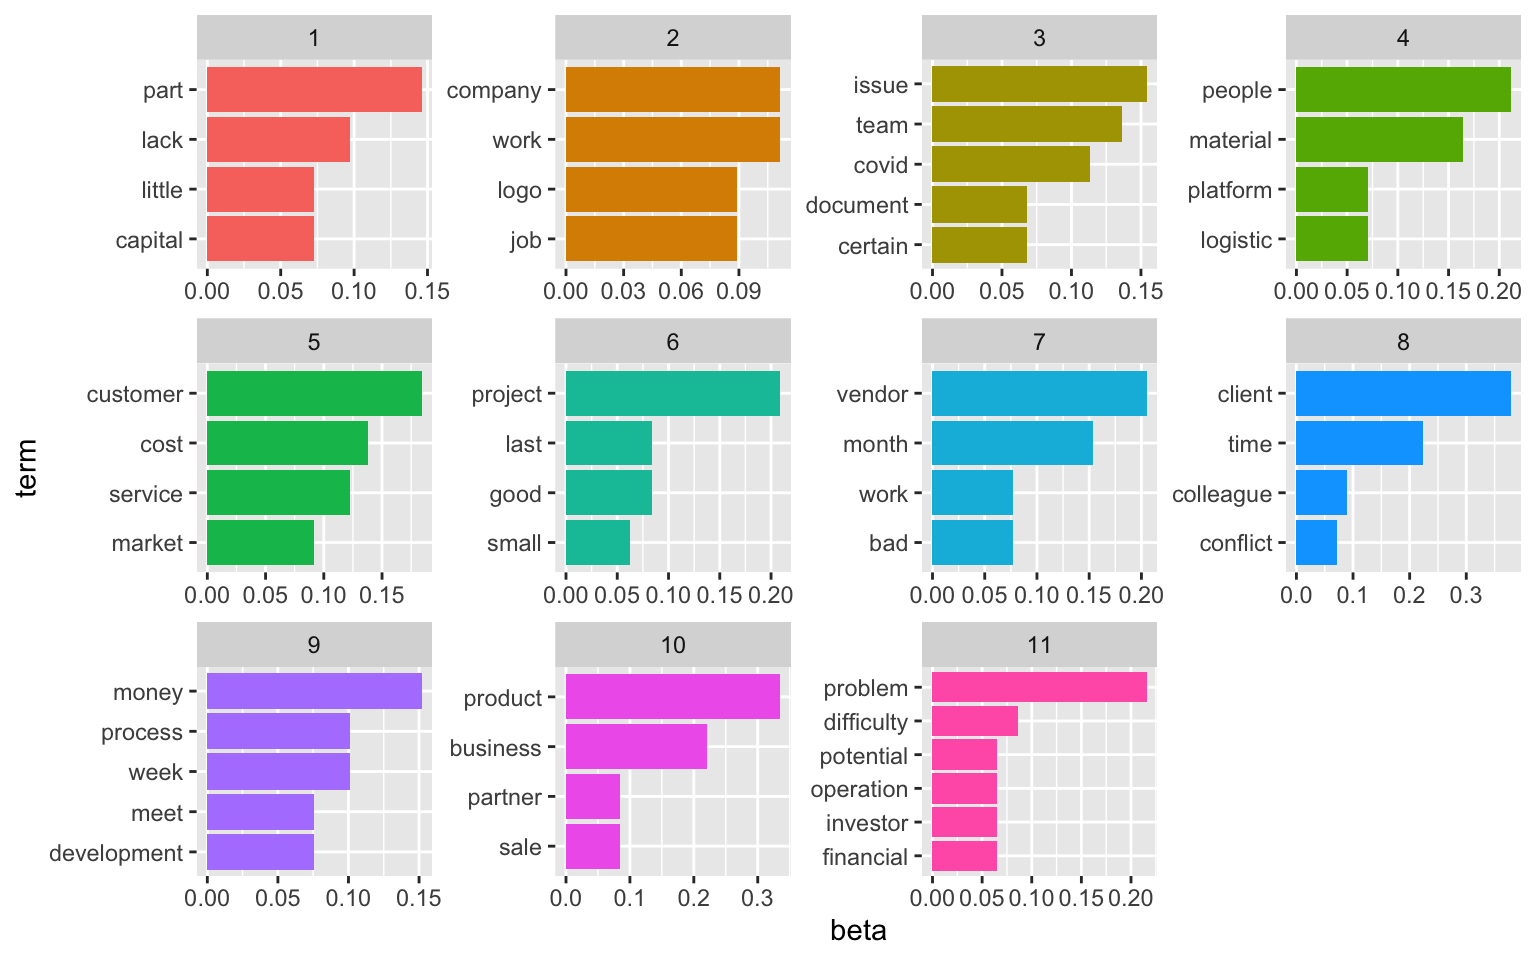 1
part
lack
little
capital
0.00 0.05 0.10 0.15
2
company
work
logo
job
0.00 0.03 0.06 0.09
3
issue
team
covid
document
certain
0.00 0.05 0.10 0.15
4
people
material
platform
logistic
0.00 0.05 0.10 0.15 0.20
5
customer
cost
service
market
0.00 0.05 0.10 0.15
6
project
last
good
small
0.00 0.05 0.10 0.15 0.20
7
vendor
month
work
bad
0.00 0.05 0.10 0.15 0.20
8
client
time
colleague
conflict
0.0 0.1 0.2 0.3
9
money
process
week
meet
development
0.00 0.05 0.10 0.15
10
product
business
partner
sale
0.0 0.1 0.2 0.3
11
problem
difficulty
potential
operation
investor
financial
0.00 0.05 0.10 0.15 0.20
term
beta